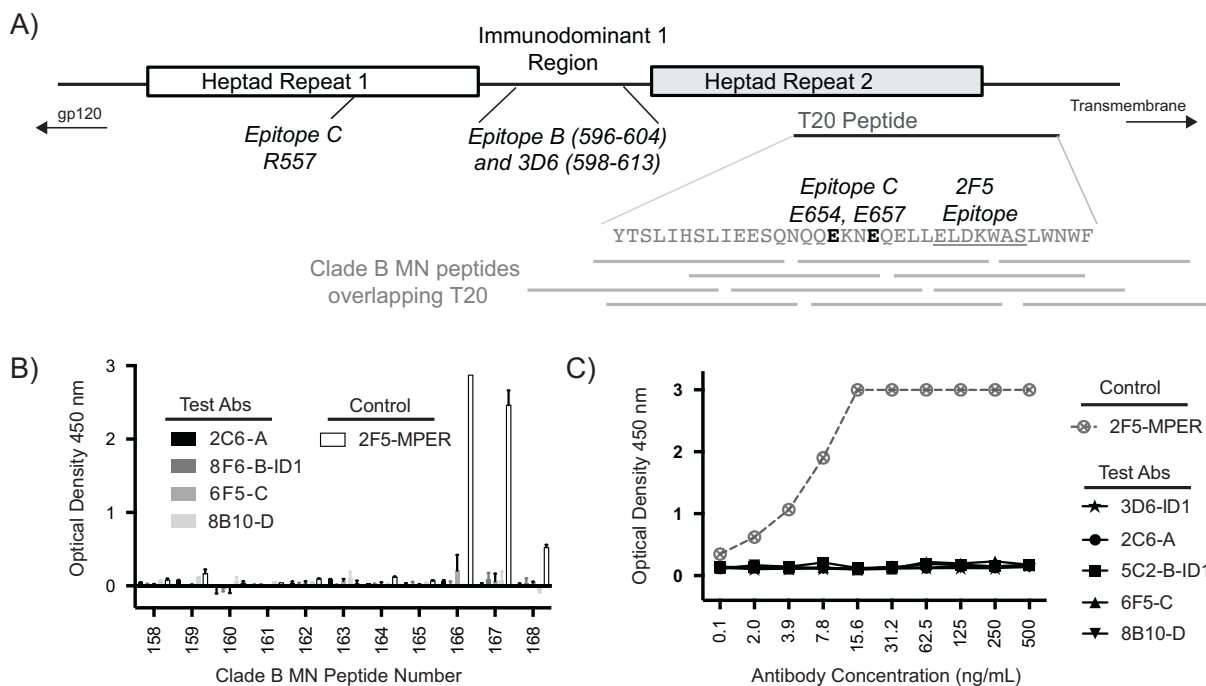 A)
Immunodominant 1
Region
Heptad Repeat 1
Heptad Repeat 2
gp120
Transmembrane
T20 Peptide
Epitope C
R557
Epitope B (596-604)
and 3D6 (598-613)
Epitope C
E654, E657
2F5
Epitope
YTSLIHSLIEESQNQQEKNEQELLELDKWASLWNWF
Clade B MN peptides
overlapping T20
B)
Optical Density 450 nm
3
2
1
0
Test Abs
2C6-A
8F6-B-ID1
6F5-C
8B10-D
Control
2F5-MPER
158
159
160
161
162
163
164
165
166
167
168
Clade B MN Peptide Number
C)
Optical Density 450 nm
3
2
1
0
0.1
2.0
3.9
7.8
15.6
31.2
62.5
125
250
500
Antibody Concentration (ng/mL)
Control
2F5-MPER
Test Abs
3D6-ID1
2C6-A
5C2-B-ID1
6F5-C
8B10-D